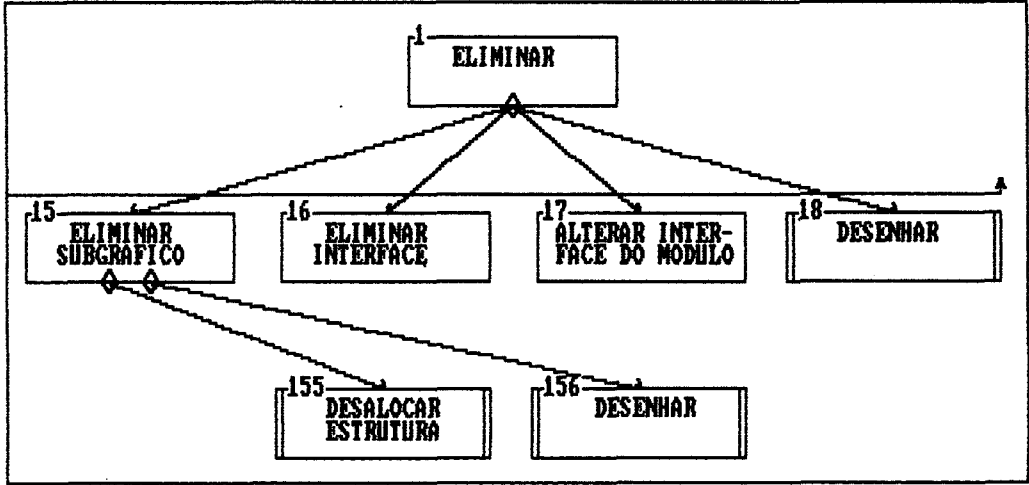 1
ELIMINAR
15
ELIMINAR
SUBGRAFICO
16
ELIMINAR
INTERFACE
17
ALTERAR INTER-
FACE DO MODULO
18
DESENHAR
155
DESALOCAR
ESTRUTURA
156
DESENHAR